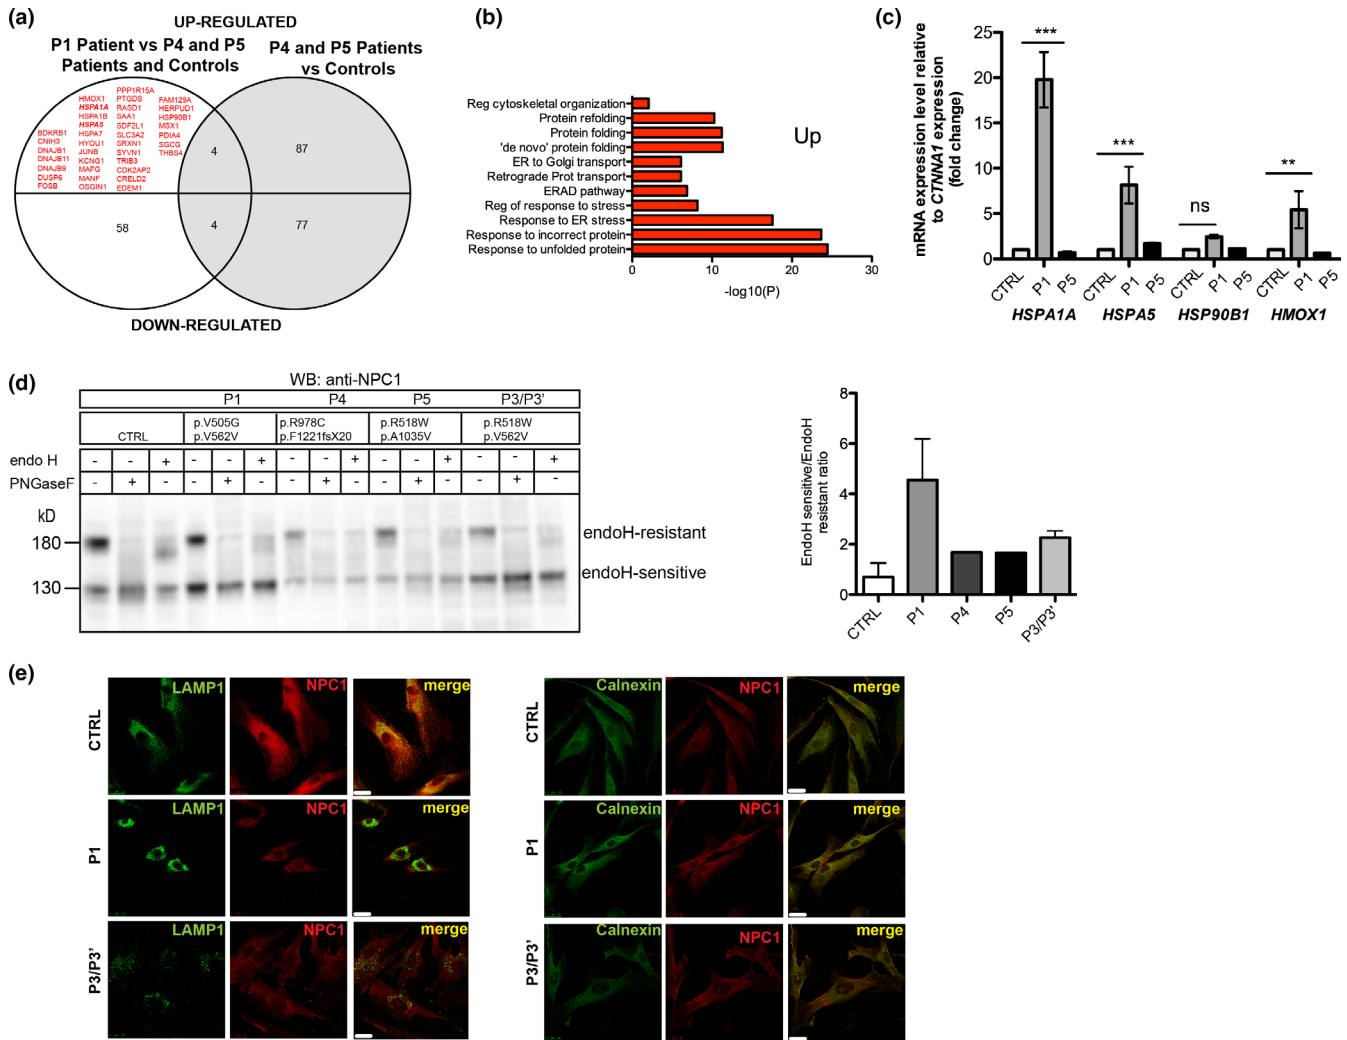 (a)
UP-REGULATED
P1 Patient vs P4 and P5
Patients and Controls
P4 and P5 Patients
vs Controls
BDKRB1
CNIH3
DNAJB1
DNAJB11
DNAJB9
DUSP6
FOSB
HMOX1
HSPA1A
HSPA1B
HSPA5
HSPA7
HYOU1
JUNB
KCNG1
MAFG
MANF
OSGIN1
PPP1R15A
PTGDS
RASD1
SAA1
SDF2L1
SLC3A2
SRXN1
SYVN1
TRIB3
CDK2AP2
CRELD2
EDEM1
FAM129A
HERPUD1
HSP90B1
MSX1
PDIA4
SGCG
THBS4
4
87
58
4
77
DOWN-REGULATED
(b)
Reg cytoskeletal organization
Protein refolding
Protein folding
'de novo' protein folding
ER to Golgi transport
Retrograde Prot transport
ERAD pathway
Reg of response to stress
Response to ER stress
Response to incorrect protein
Response to unfolded protein
Up
0 10 20 30
-log10(P)
(c)
mRNA expression level relative
to CTNNA1 expression
(fold change)
25
20
15
10
5
0
***
***
ns
**
CTRL P1 P5 CTRL P1 P5 CTRL P1 P5 CTRL P1 P5
HSPA1A HSPA5 HSP90B1 HMOX1
(d)
WB: anti-NPC1
P1 P4 P5 P3/P3'
CTRL
p.V505G
p.V562V
p.R978C
p.F1221fsX20
p.R518W
p.A1035V
p.R518W
p.V562V
endo H - - + - - + - - + - - + - - +
PNGaseF - + - - + - - + - - + - - + -
kD
180
130
endoH-resistant
endoH-sensitive
EndoH sensitive/EndoH
resistant ratio
8
6
4
2
0
CTRL P1 P4 P5 P3/P3'
(e)
CTRL
LAMP1 NPC1 merge
Calnexin NPC1 merge
P1
LAMP1 NPC1 merge
Calnexin NPC1 merge
P3/P3'
LAMP1 NPC1 merge
Calnexin NPC1 merge
CTRL
P1
P3/P3'